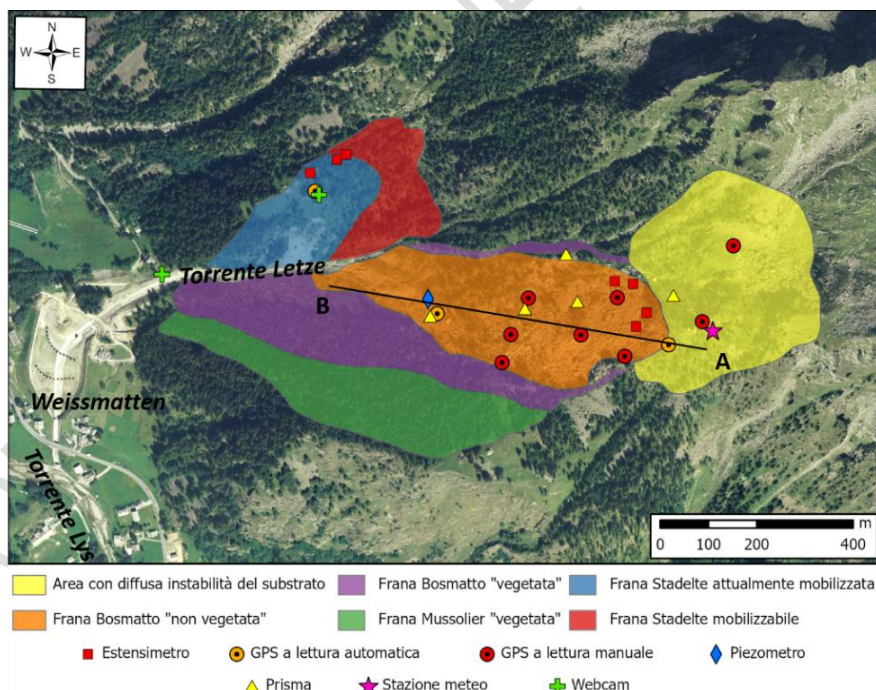 N
W E
S
Torrente Letze
B
A
Weissmatten
Torrente Lys
m
0 100 200 400
Area con diffusa instabilità del substrato
Frana Bosmatto "vegetata"
Frana Stadelte attualmente mobilizzata
Frana Bosmatto "non vegetata"
Frana Mussolier "vegetata"
Frana Stadelte mobilizzabile
Estensimetro
GPS a lettura automatica
GPS a lettura manuale
Piezometro
Prisma
Stazione meteo
Webcam